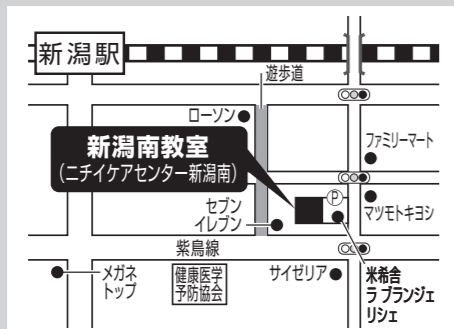 新潟駅
遊歩道
ローソン
新潟南教室
(ニチイケアセンター新潟南)
ファミリーマート
セブン
イレブン
P
マツモトキヨシ
紫鳥線
メガネ
トップ
健康医学
予防協会
サイゼリア
米希舎
ラ ブランジェ
リシェ